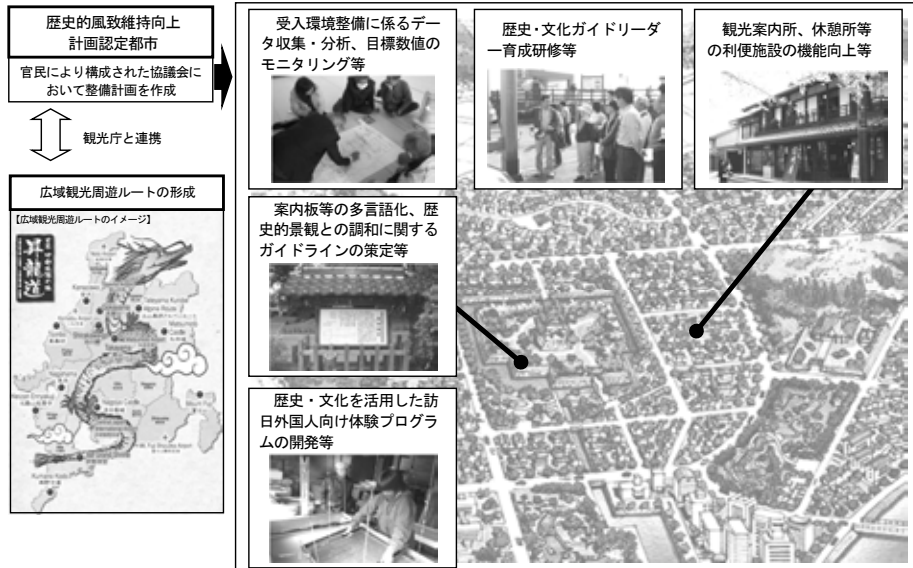 歴史的風致維持向上
計画認定都市
官民により構成された協議会に
おいて整備計画を作成
観光庁と連携
広域観光周遊ルートの形成
【広域観光周遊ルートのイメージ】
昇龍道
Matsumoto
Castle
Nagoya Castle
Kumano Kodo
受入環境整備に係るデー
タ収集・分析、目標数値の
モニタリング等
歴史・文化ガイドリーダ
ー育成研修等
観光案内所、休憩所等
の利便施設の機能向上等
案内板等の多言語化、歴
史的景観との調和に関する
ガイドラインの策定等
歴史・文化を活用した訪
日外国人向け体験プログラ
ムの開発等